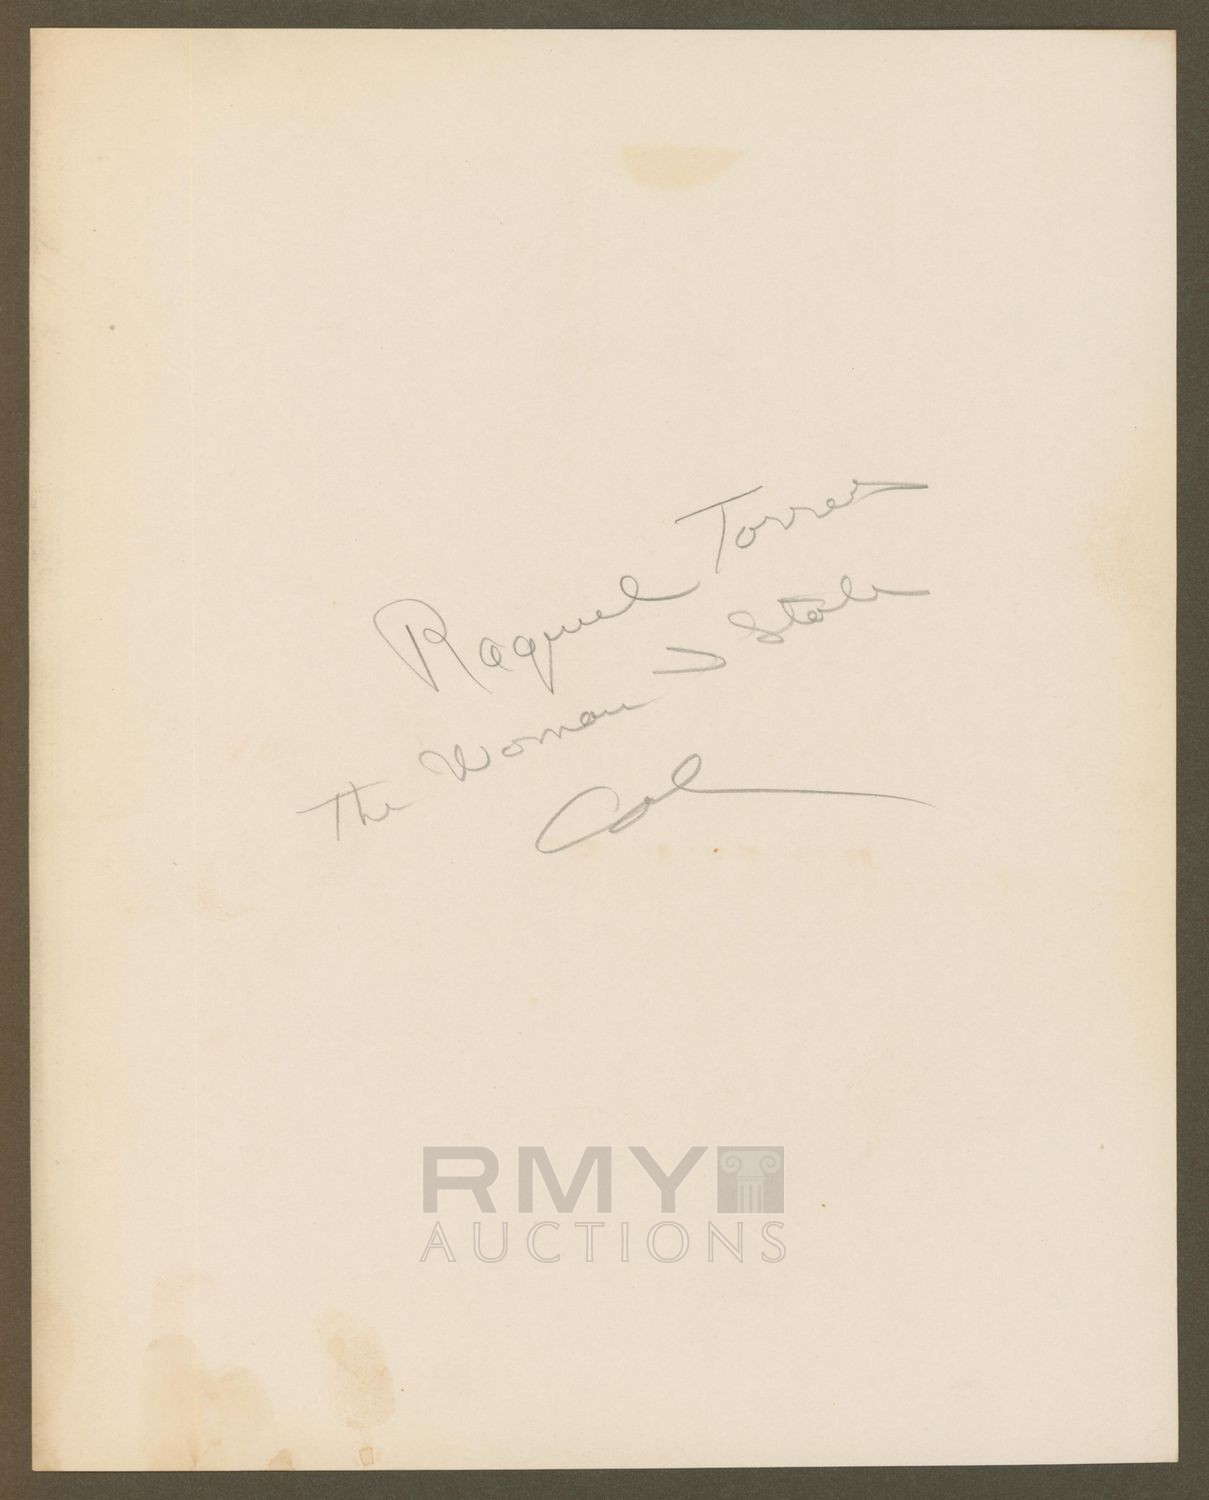 Raquel Torres
The Woman I Stole
Col
RMY
AUCTIONS